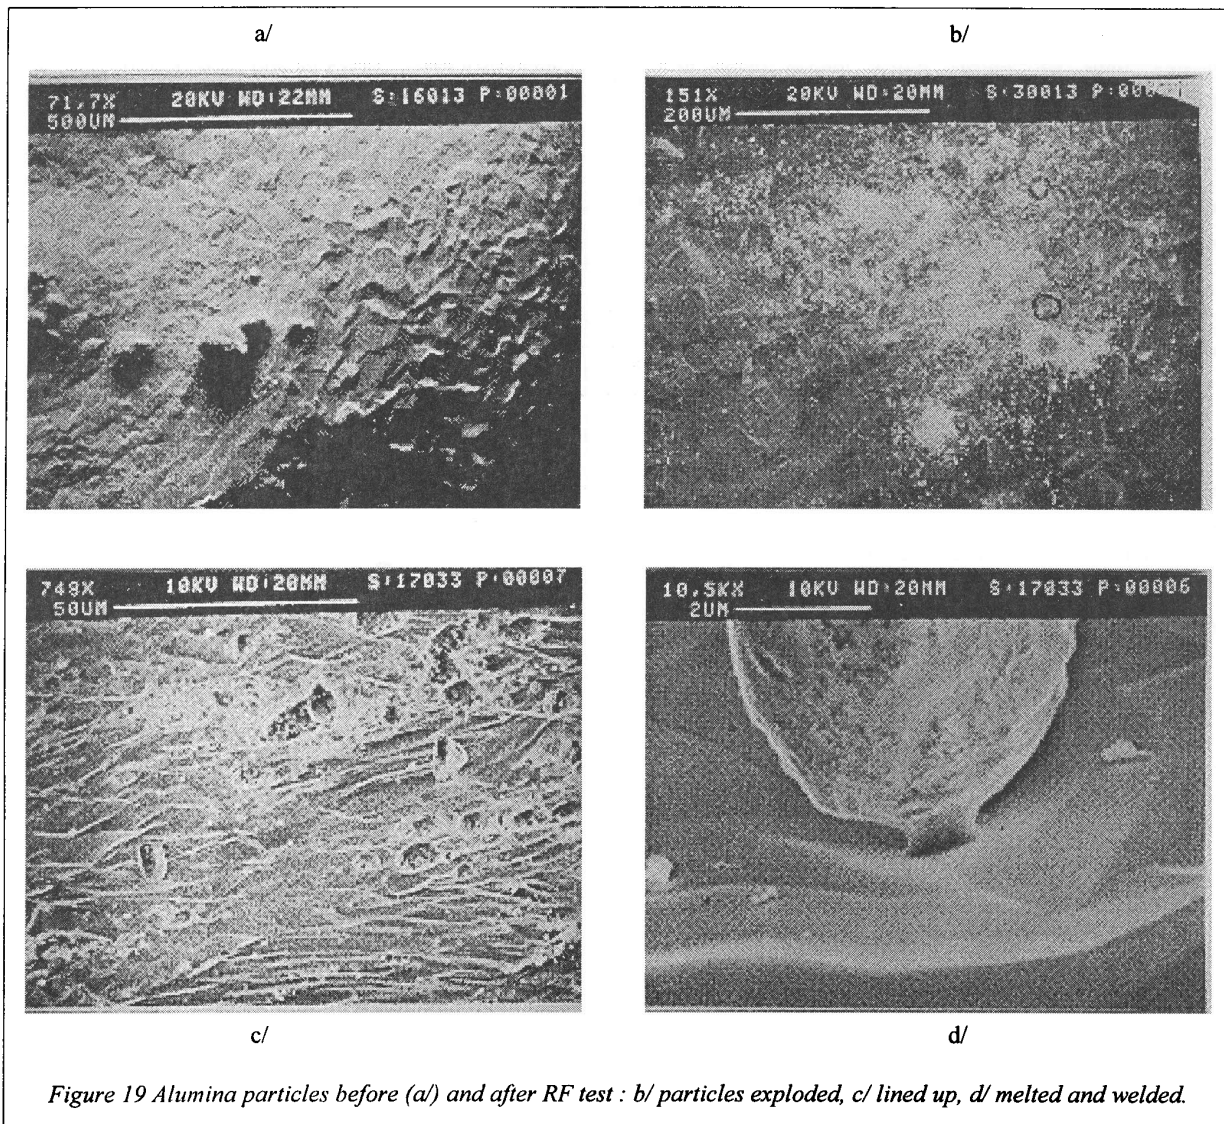 a/
b/
71,7X 20KV WD:22MM S:16013 P:00001
500UM
151X 20KV WD:20MM S:30013
200UM
748X 10KV WD:20MM S:17033 P:00007
50UM
10,5KX 10KV WD:20MM S:17033 P:00006
2UM
c/
d/
Figure 19 Alumina particles before (a/) and after RF test : b/ particles exploded, c/ lined up, d/ melted and welded.